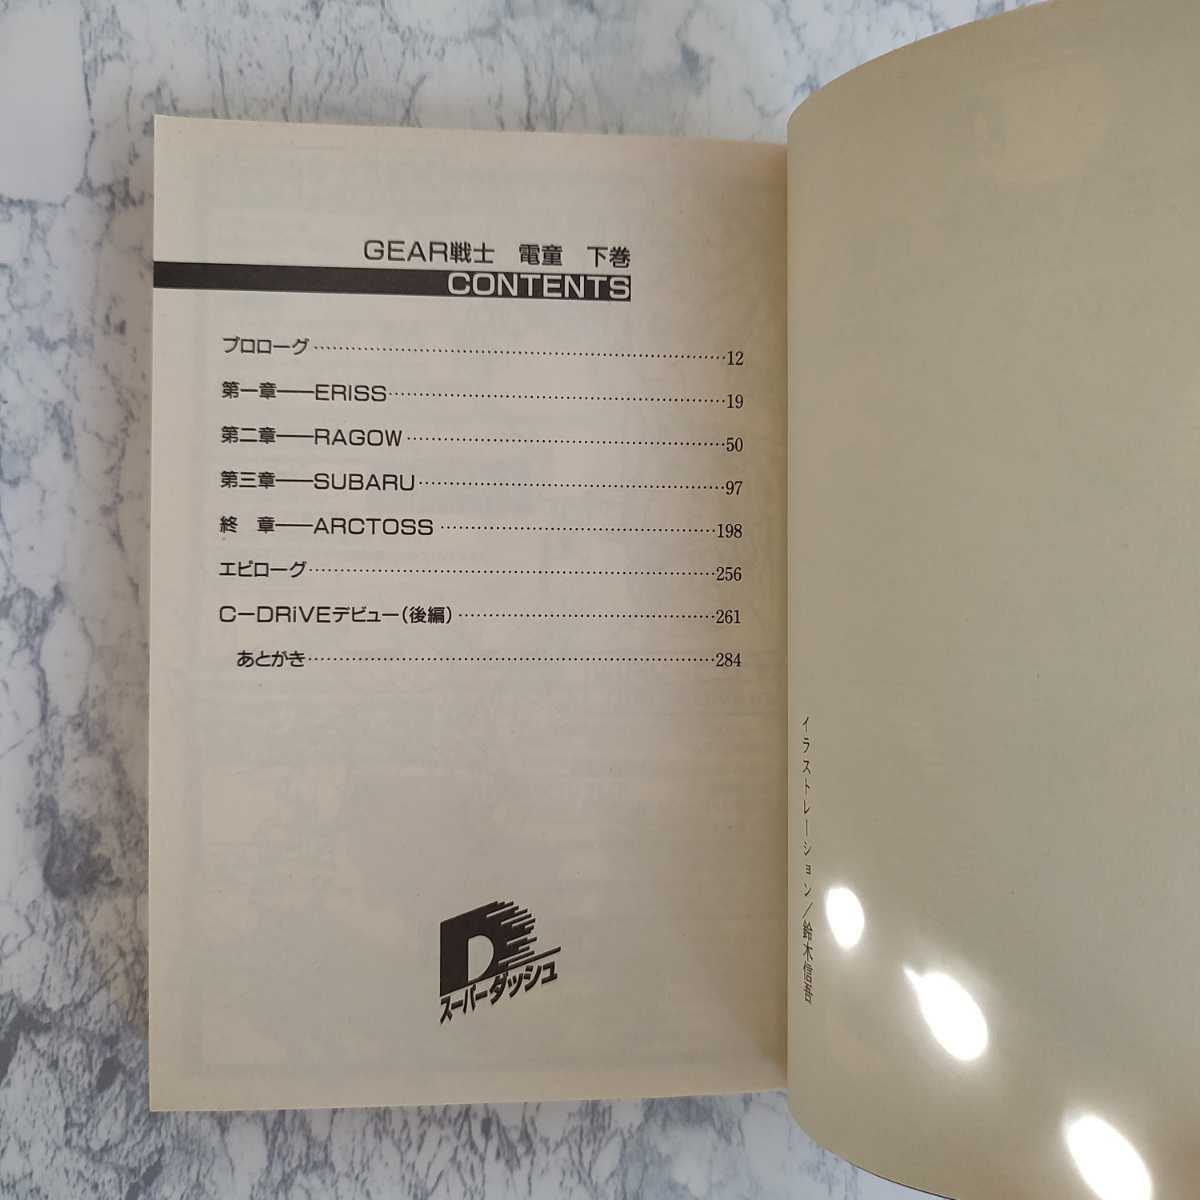 GEAR戦士 電童 下巻
CONTENTS
プロローグ……………………………………………………12
第一章――ERISS……………………………………………19
第二章――RAGOW…………………………………………50
第三章――SUBARU…………………………………………97
終 章――ARCTOSS………………………………………198
エピローグ……………………………………………………256
C－DRiVEデビュー（後編）…………………………………261
あとがき………………………………………………………284
D
スーパーダッシュ
イラストレーション／鈴木信吾